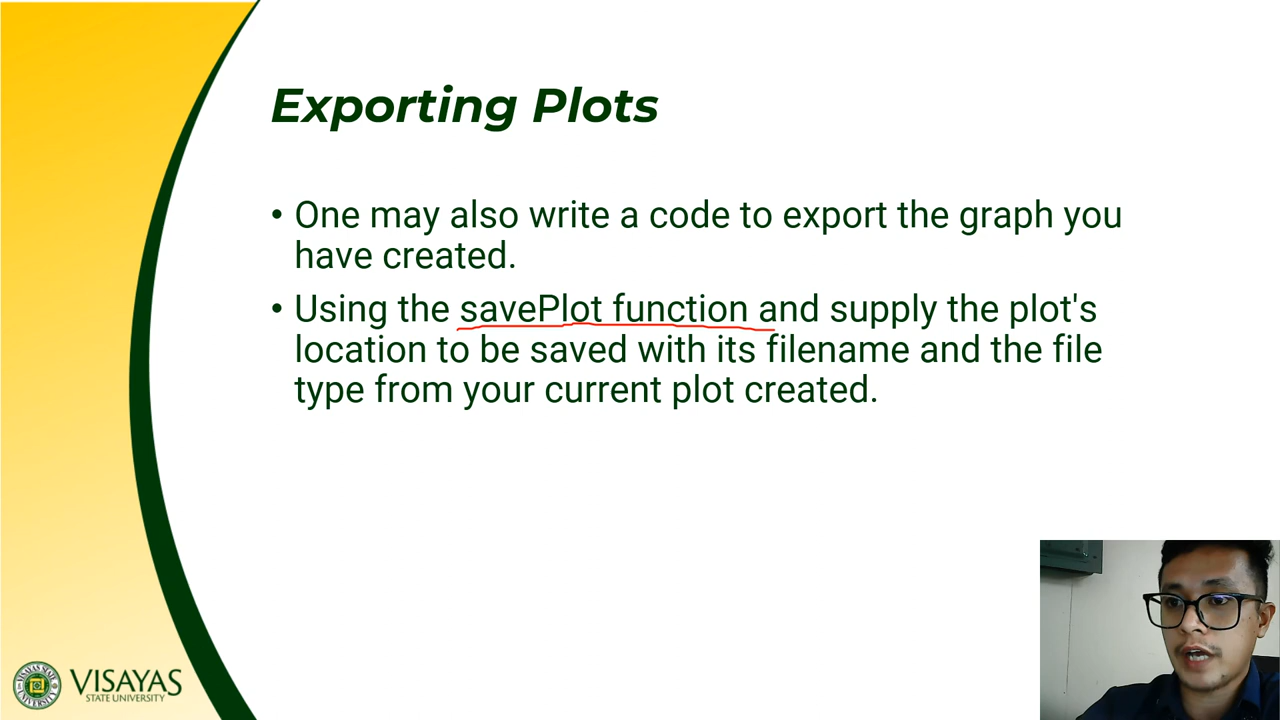 Exporting Plots
• One may also write a code to export the graph you
have created.
• Using the savePlot function and supply the plot's
location to be saved with its filename and the file
type from your current plot created.
VISAYAS
STATE UNIVERSITY